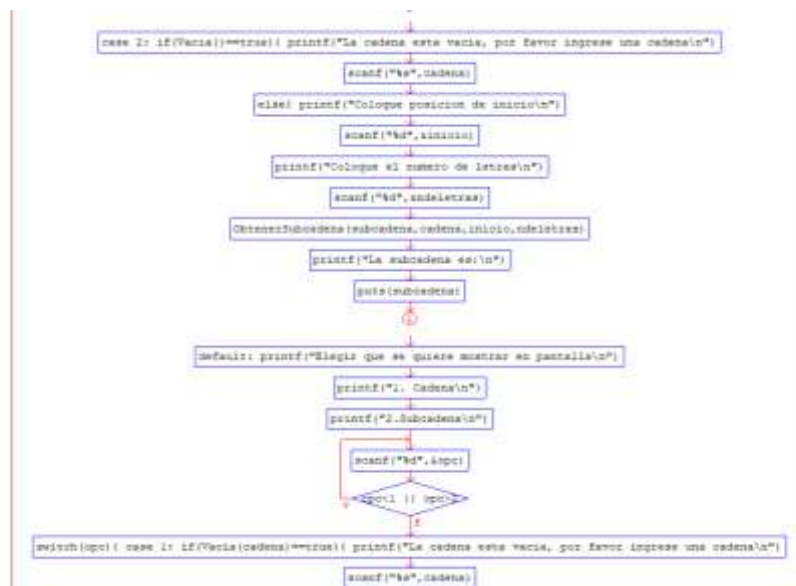 case 2: if(Vacia()==true){ printf("La cadena esta vacia, por favor ingrese una cadena\n")
scanf("%s",cadena)
else{ printf("Coloque posicion de inicio\n")
scanf("%d",&inicio)
printf("Coloque el numero de letras\n")
scanf("%d",&ndeletras)
ObtenerSubcadena(subcadena,cadena,inicio,ndeletras)
printf("La subcadena es:\n")
puts(subcadena)
default: printf("Elegir que se quiere mostrar en pantalla\n")
printf("1. Cadena\n")
printf("2.Subcadena\n")
scanf("%d",&opc)
opc<1 || opc>2
switch(opc){ case 1: if(Vacia(cadena)==true){ printf("La cadena esta vacia, por favor ingrese una cadena\n")
scanf("%s",cadena)